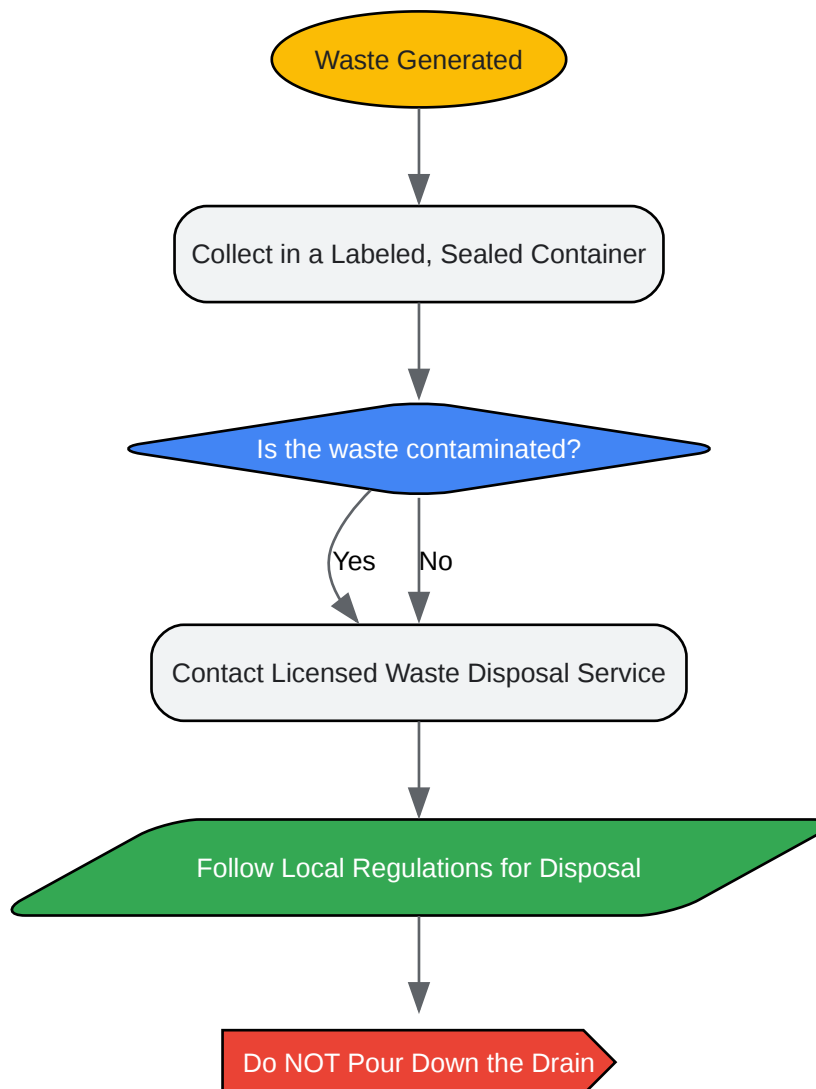 Waste Generated
Collect in a Labeled, Sealed Container
Is the waste contaminated?
Yes
No
Contact Licensed Waste Disposal Service
Follow Local Regulations for Disposal
Do NOT Pour Down the Drain